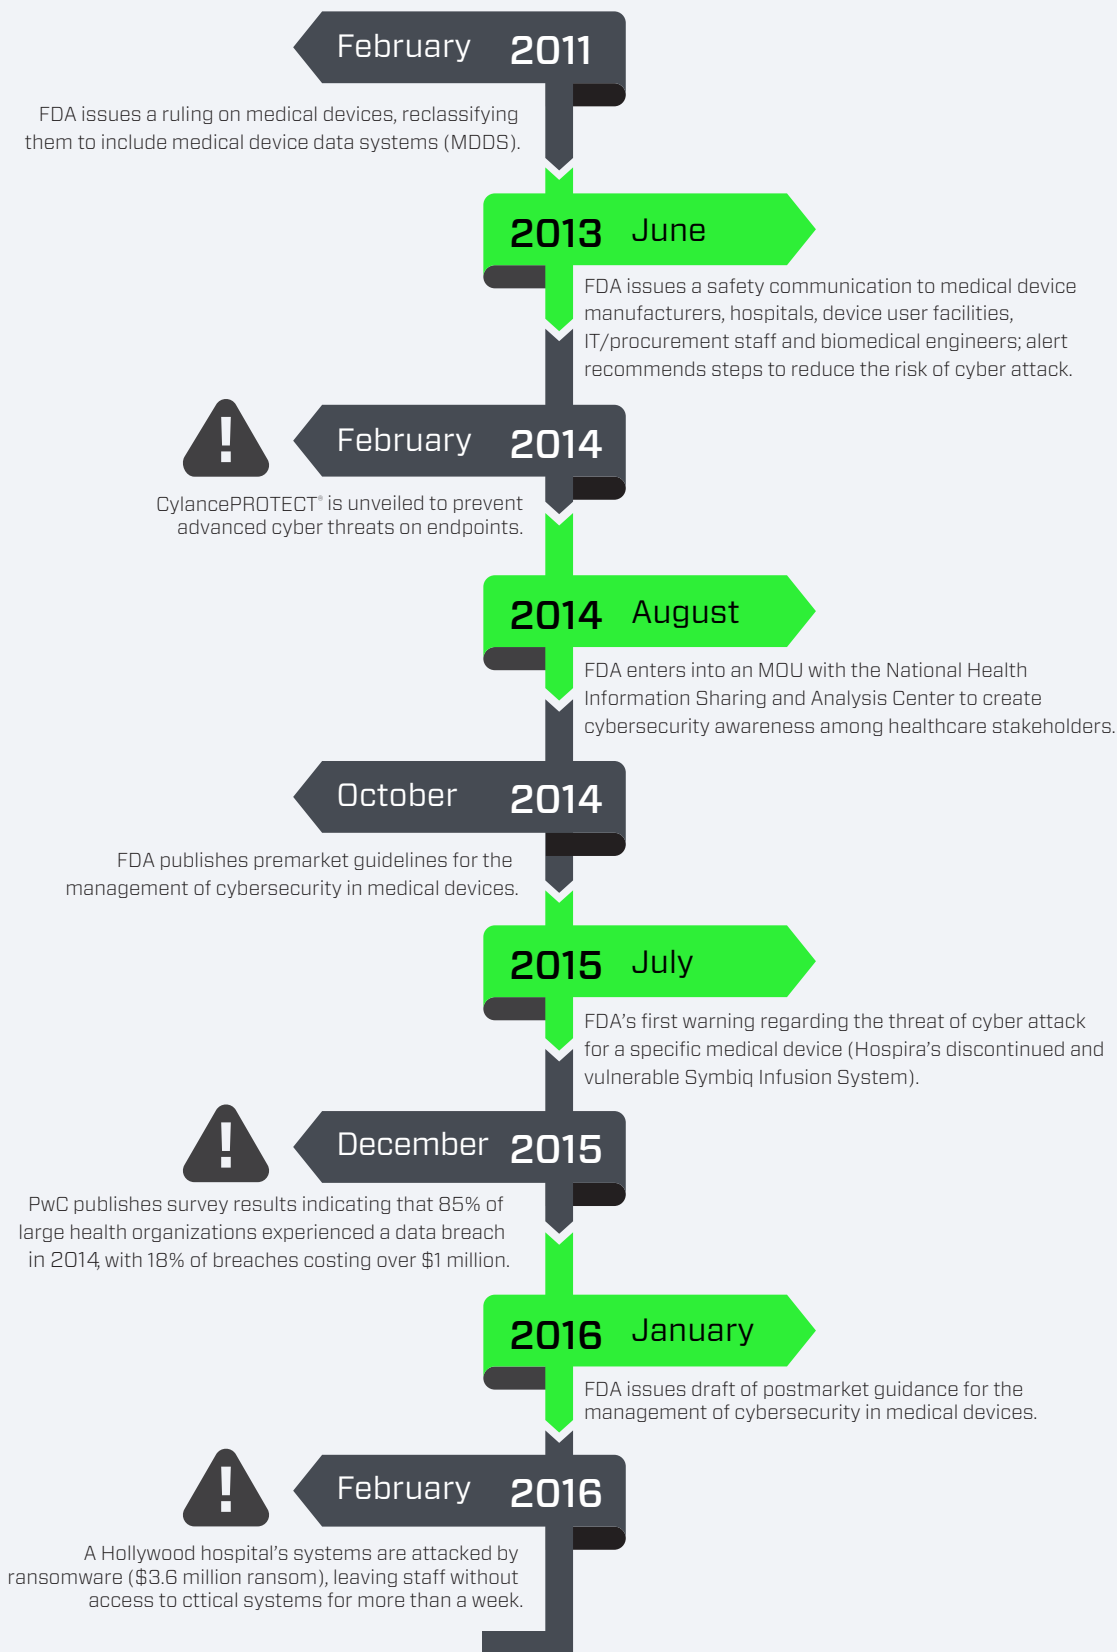 February 2011
FDA issues a ruling on medical devices, reclassifying
them to include medical device data systems (MDDS).
2013 June
FDA issues a safety communication to medical device
manufacturers, hospitals, device user facilities,
IT/procurement staff and biomedical engineers; alert
recommends steps to reduce the risk of cyber attack.
!
February 2014
CylancePROTECT® is unveiled to prevent
advanced cyber threats on endpoints.
2014 August
FDA enters into an MOU with the National Health
Information Sharing and Analysis Center to create
cybersecurity awareness among healthcare stakeholders.
October 2014
FDA publishes premarket guidelines for the
management of cybersecurity in medical devices.
2015 July
FDA's first warning regarding the threat of cyber attack
for a specific medical device (Hospira's discontinued and
vulnerable Symbiq Infusion System).
!
December 2015
PwC publishes survey results indicating that 85% of
large health organizations experienced a data breach
in 2014, with 18% of breaches costing over $1 million.
2016 January
FDA issues draft of postmarket guidance for the
management of cybersecurity in medical devices.
!
February 2016
A Hollywood hospital's systems are attacked by
ransomware ($3.6 million ransom), leaving staff without
access to cttical systems for more than a week.